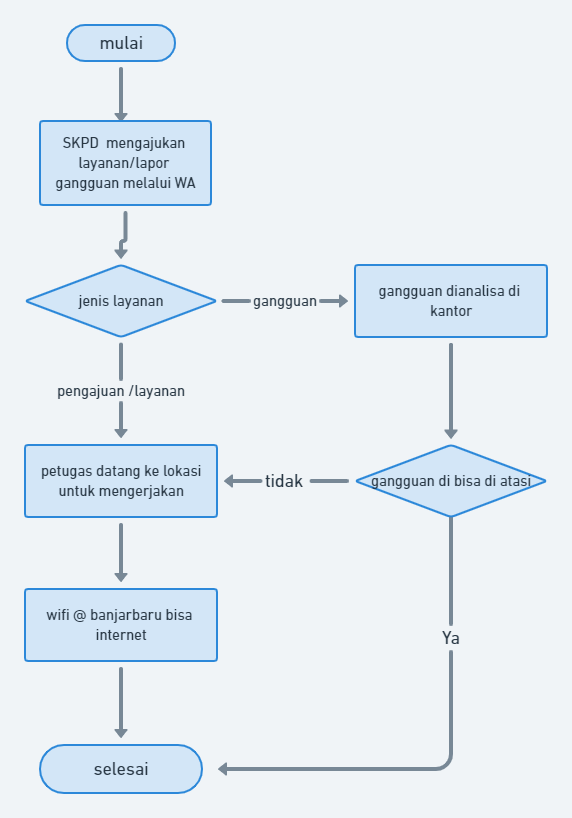 mulai
SKPD mengajukan
layanan/lapor
gangguan melalui WA
jenis layanan
gangguan
gangguan dianalisa di
kantor
pengajuan /layanan
petugas datang ke lokasi
untuk mengerjakan
tidak
gangguan di bisa di atasi
wifi @ banjarbaru bisa
internet
Ya
selesai